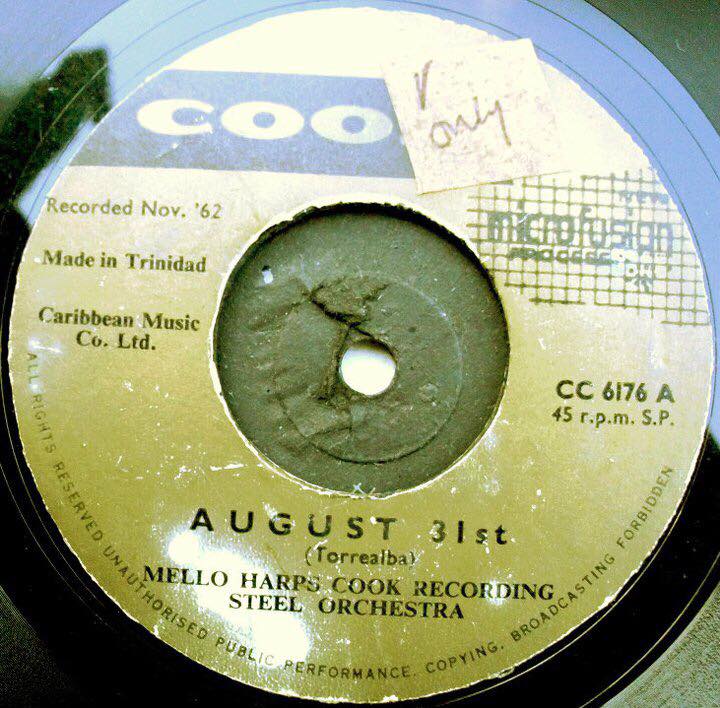 COO
only
Recorded Nov. '62
Made in Trinidad
Caribbean Music
Co. Ltd.
microfusion
PROCESSED
CC 6176 A
45 r.p.m. S.P.
AUGUST 31st
(Torrealba)
MELLO HARPS COOK RECORDING
STEEL ORCHESTRA
ALL RIGHTS RESERVED UNAUTHORISED PUBLIC PERFORMANCE. COPYING. BROADCASTING FORBIDDEN